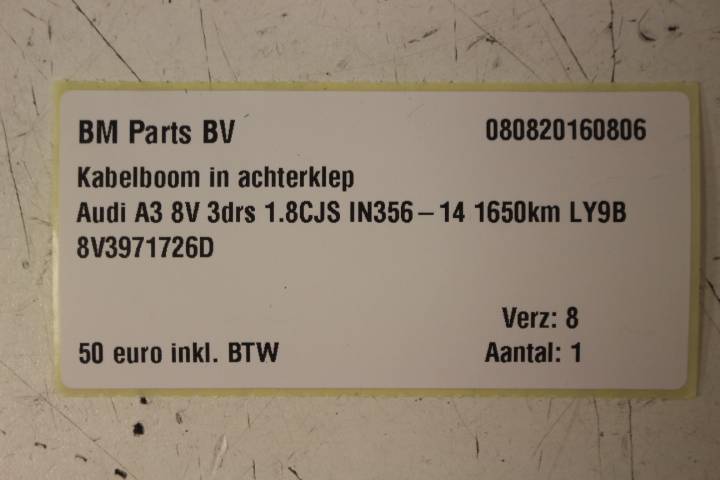 BM Parts BV 080820160806
Kabelboom in achterklep
Audi A3 8V 3drs 1.8CJS IN356 – 14 1650km LY9B
8V3971726D
Verz: 8
50 euro inkl. BTW Aantal: 1